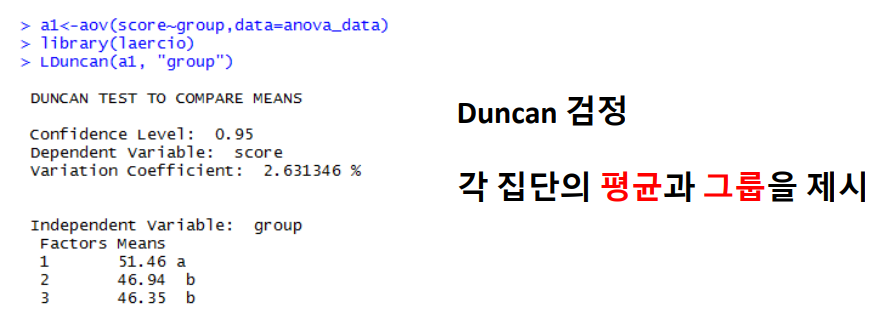 > a1<-aov(score~group,data=anova_data)
> library(laercio)
> LDuncan(a1, "group")
DUNCAN TEST TO COMPARE MEANS
Confidence Level:  0.95
Dependent Variable:  score
Variation Coefficient:  2.631346 %
Independent Variable:  group
Factors Means
1       51.46 a
2       46.94  b
3       46.35  b
Duncan 검정
각 집단의 평균과 그룹을 제시